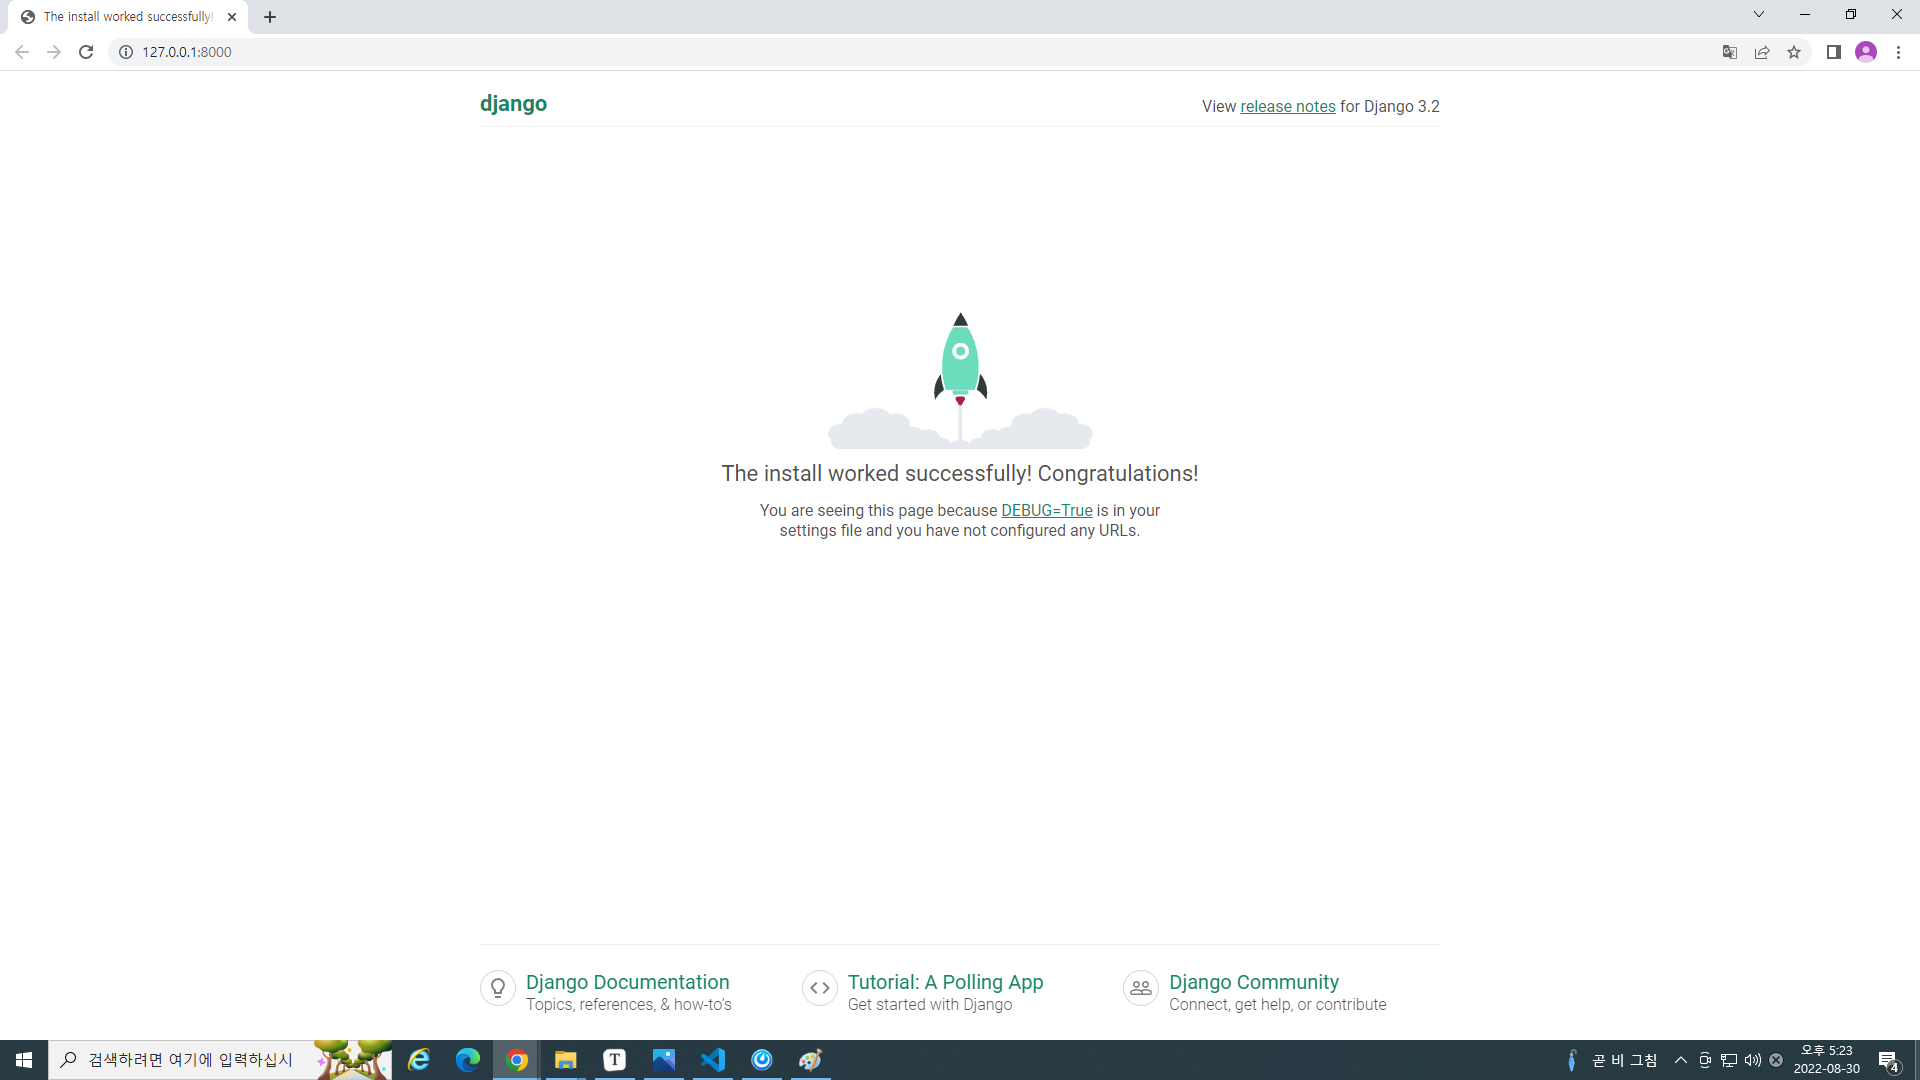 The install worked successfully!
127.0.0.1:8000
django
View release notes for Django 3.2
The install worked successfully! Congratulations!
You are seeing this page because DEBUG=True is in your
settings file and you have not configured any URLs.
Django Documentation
Topics, references, & how-to’s
Tutorial: A Polling App
Get started with Django
Django Community
Connect, get help, or contribute
검색하려면 여기에 입력하십시
T
곧 비 그침
오후 5:23
2022-08-30
4